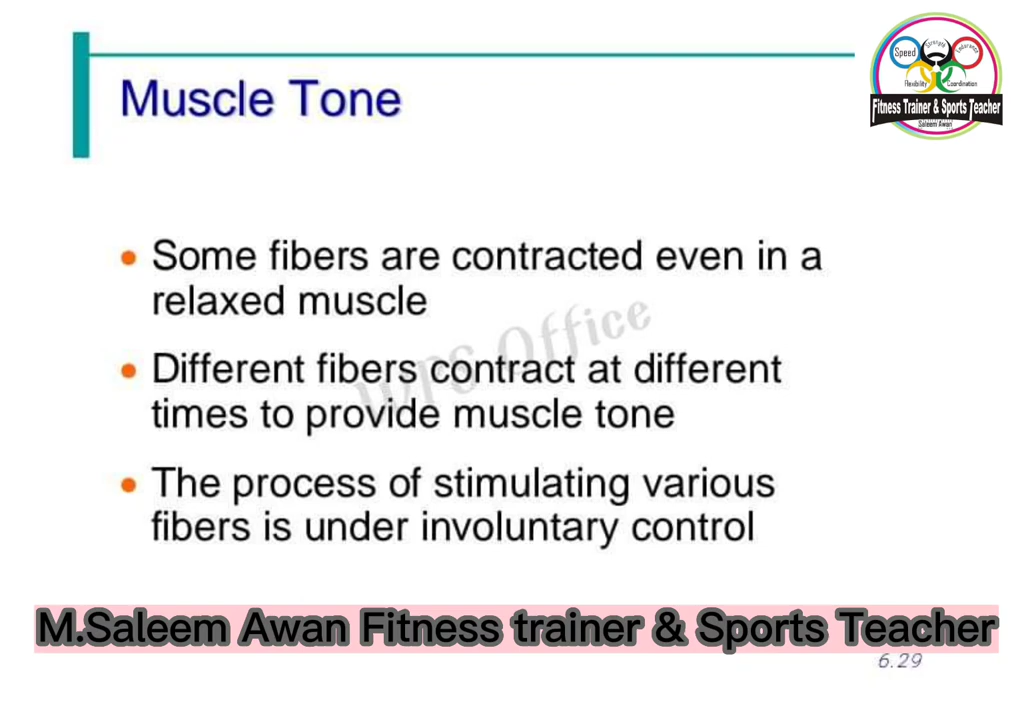 Speed
Strength
Endurance
Flexibility
Coordination
Fitness Trainer & Sports Teacher
Saleem Awan
Muscle Tone
• Some fibers are contracted even in a
relaxed muscle
• Different fibers contract at different
times to provide muscle tone
• The process of stimulating various
fibers is under involuntary control
WPS Office
M.Saleem Awan Fitness trainer & Sports Teacher
6.29